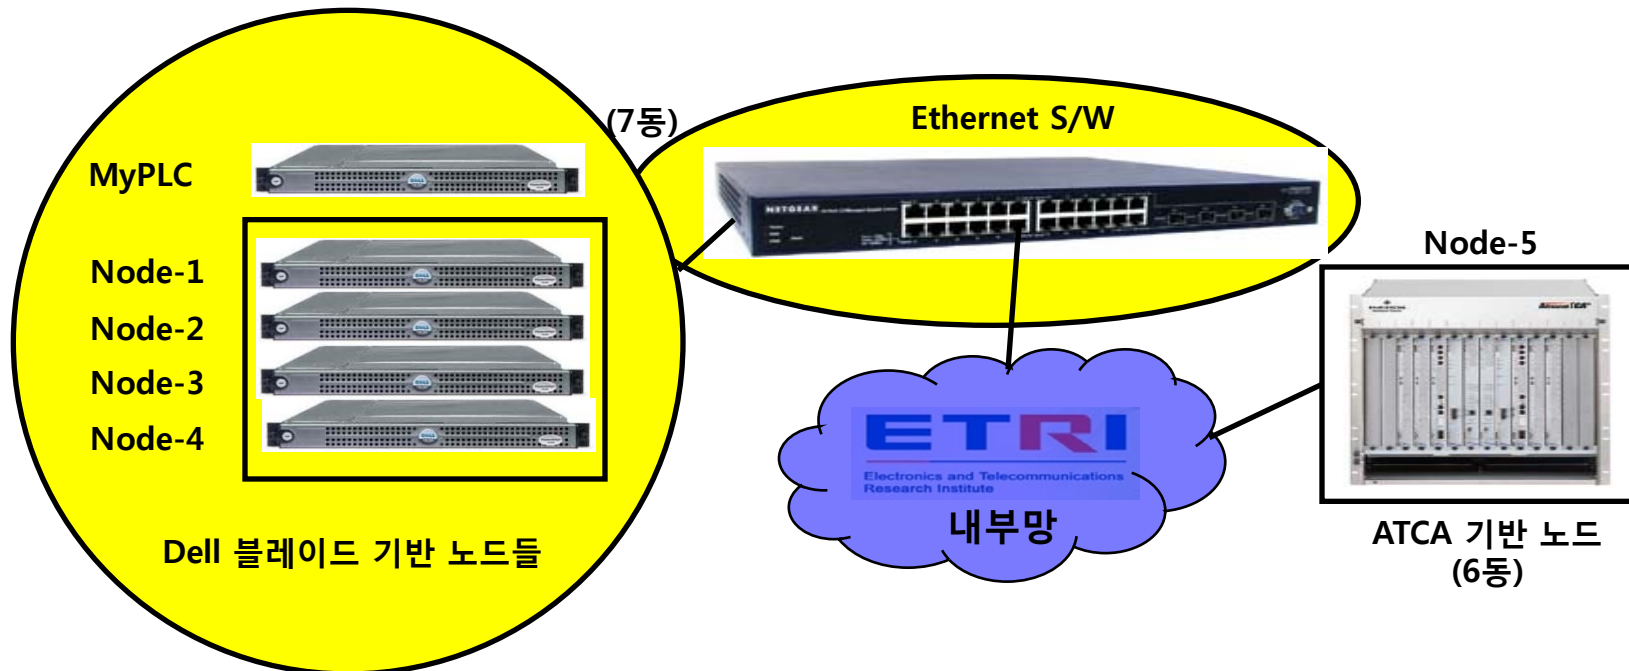 (7동)
Ethernet S/W
MyPLC
NETGEAR
Node-1
Node-2
Node-3
Node-4
Dell 블레이드 기반 노드들
Node-5
ETRI
Electronics and Telecommunications
Research Institute
내부망
ATCA 기반 노드
(6동)